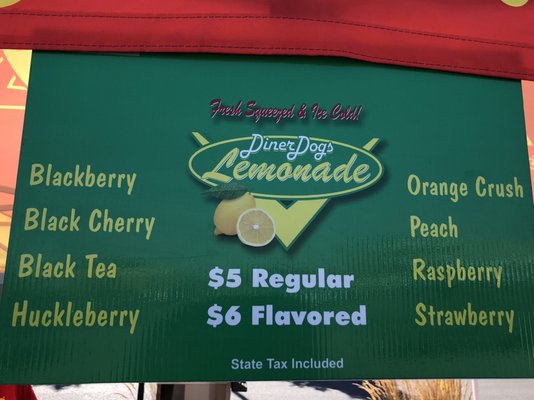 Fresh Squeezed & Ice Cold!
DinerDogs
Lemonade
Blackberry
Black Cherry
Black Tea
Huckleberry
Orange Crush
Peach
Raspberry
Strawberry
$5 Regular
$6 Flavored
State Tax Included